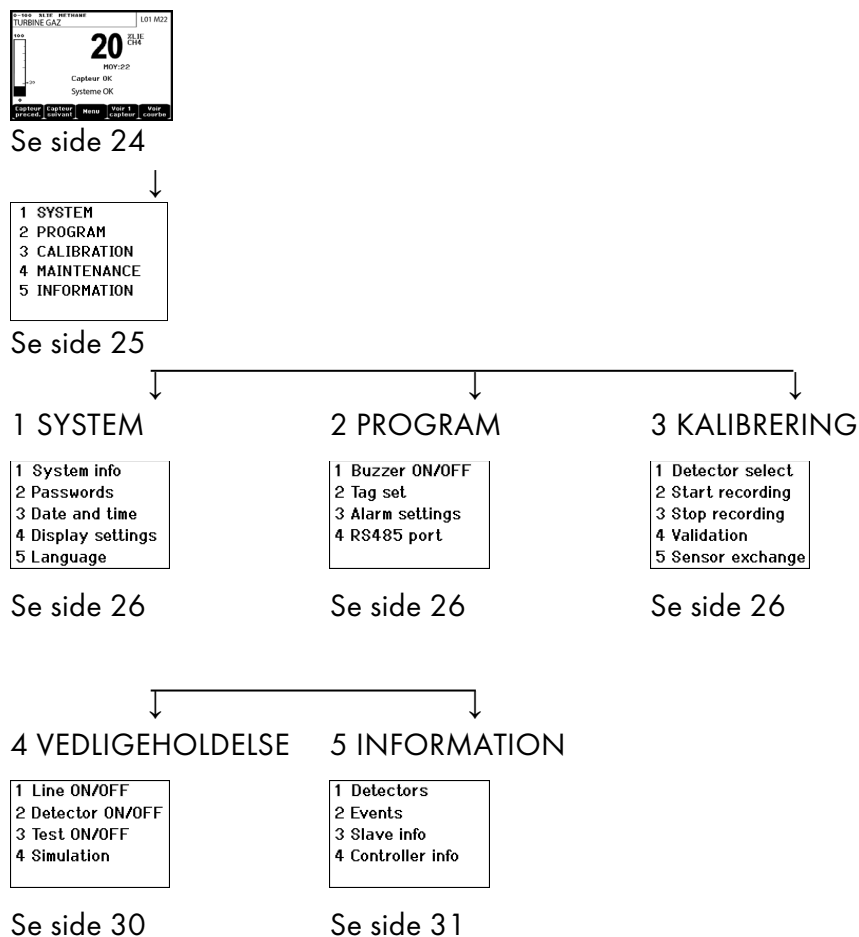 0-100 %LIE METHANE
TURBINE GAZ
L01 M22
100
20 %LIE
CH4
MOY:22
20
Capteur OK
Systeme OK
0
Capteur preced. Capteur suivant Menu Voir 1 capteur Voir courbe
Se side 24
↓
1 SYSTEM
2 PROGRAM
3 CALIBRATION
4 MAINTENANCE
5 INFORMATION
Se side 25
↓ ↓ ↓
1 SYSTEM
1 System info
2 Passwords
3 Date and time
4 Display settings
5 Language
Se side 26
2 PROGRAM
1 Buzzer ON/OFF
2 Tag set
3 Alarm settings
4 RS485 port
Se side 26
3 KALIBRERING
1 Detector select
2 Start recording
3 Stop recording
4 Validation
5 Sensor exchange
Se side 26
↓ ↓
4 VEDLIGEHOLDELSE
1 Line ON/OFF
2 Detector ON/OFF
3 Test ON/OFF
4 Simulation
Se side 30
5 INFORMATION
1 Detectors
2 Events
3 Slave info
4 Controller info
Se side 31